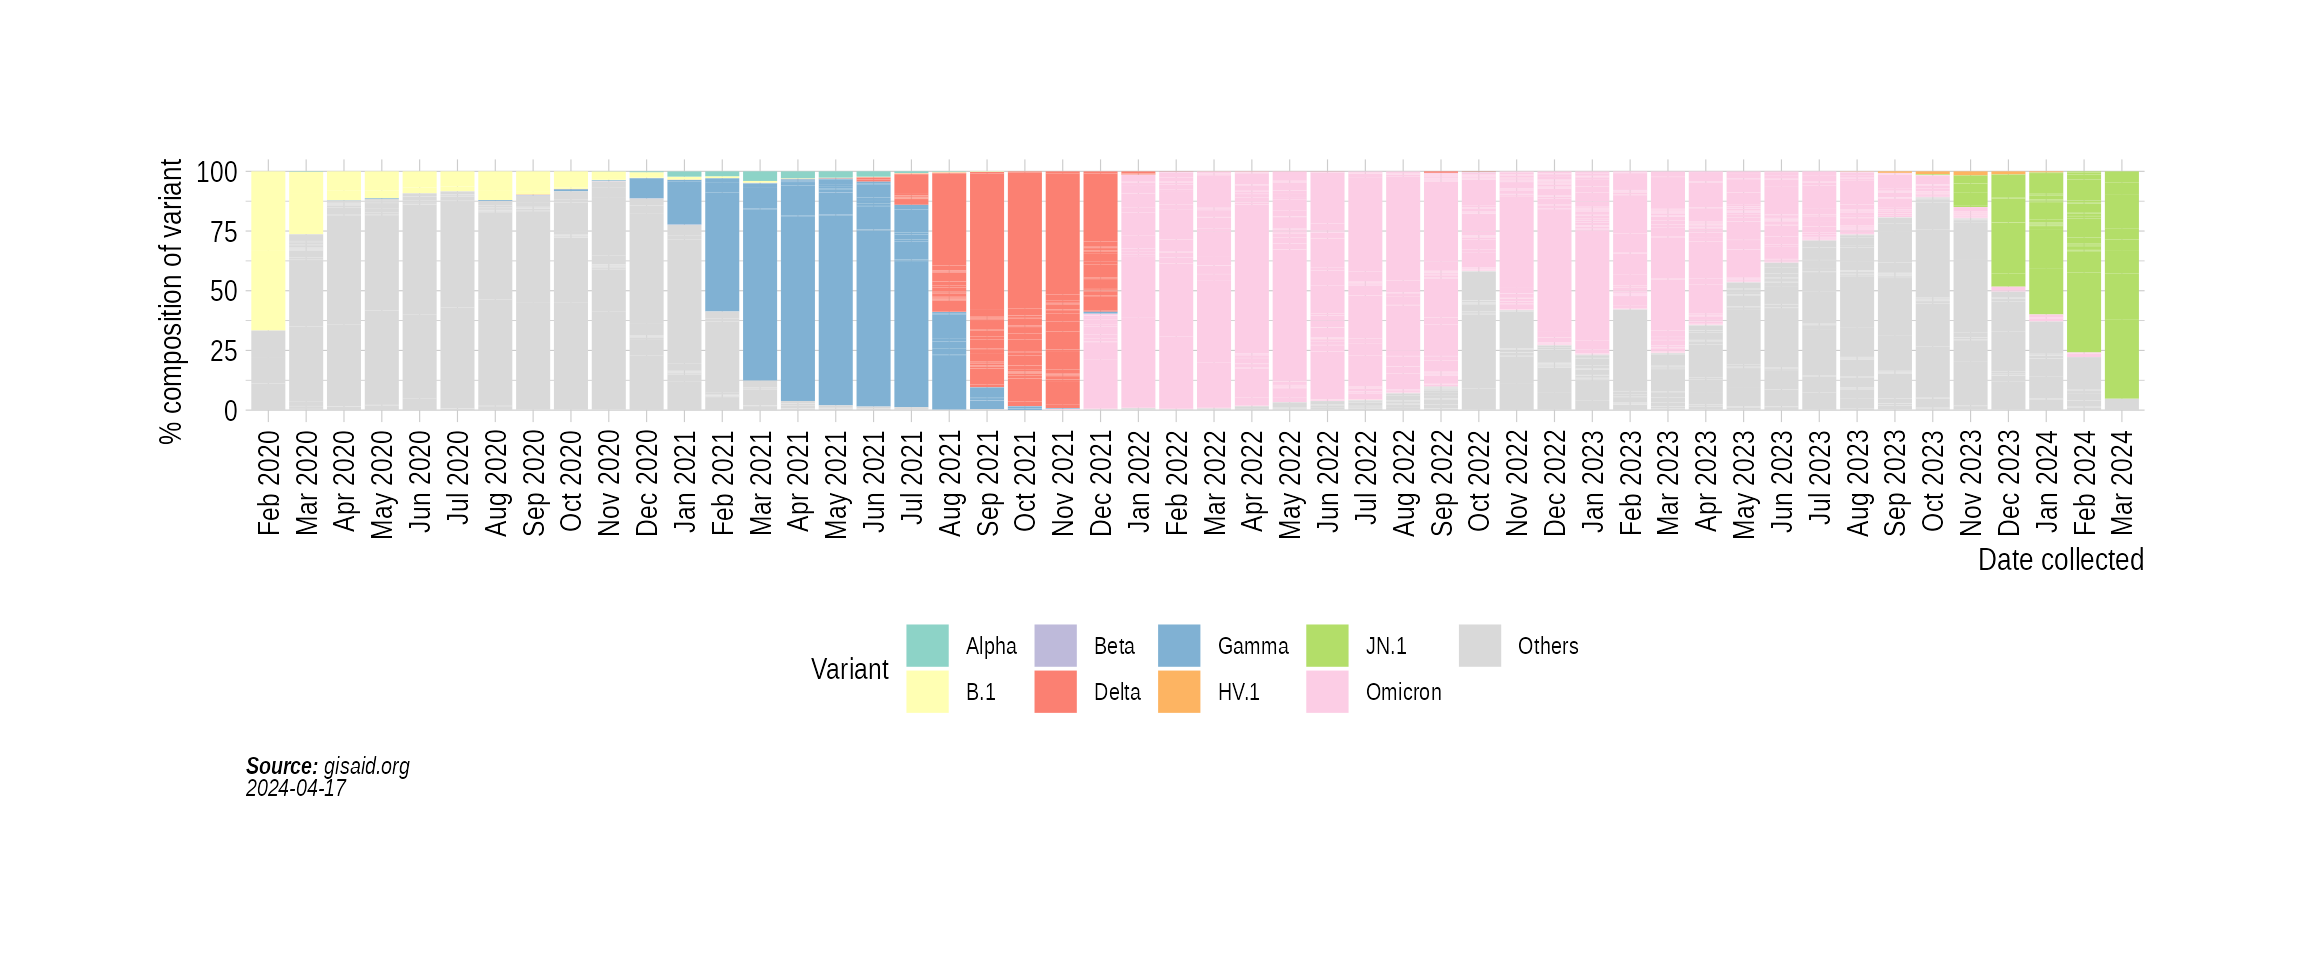 % composition of variant
100
75
50
25
0
Feb 2020
Mar 2020
Apr 2020
May 2020
Jun 2020
Jul 2020
Aug 2020
Sep 2020
Oct 2020
Nov 2020
Dec 2020
Jan 2021
Feb 2021
Mar 2021
Apr 2021
May 2021
Jun 2021
Jul 2021
Aug 2021
Sep 2021
Oct 2021
Nov 2021
Dec 2021
Jan 2022
Feb 2022
Mar 2022
Apr 2022
May 2022
Jun 2022
Jul 2022
Aug 2022
Sep 2022
Oct 2022
Nov 2022
Dec 2022
Jan 2023
Feb 2023
Mar 2023
Apr 2023
May 2023
Jun 2023
Jul 2023
Aug 2023
Sep 2023
Oct 2023
Nov 2023
Dec 2023
Jan 2024
Feb 2024
Mar 2024
Date collected
Variant
Alpha Beta Gamma JN.1 Others
B.1 Delta HV.1 Omicron
Source: gisaid.org
2024-04-17